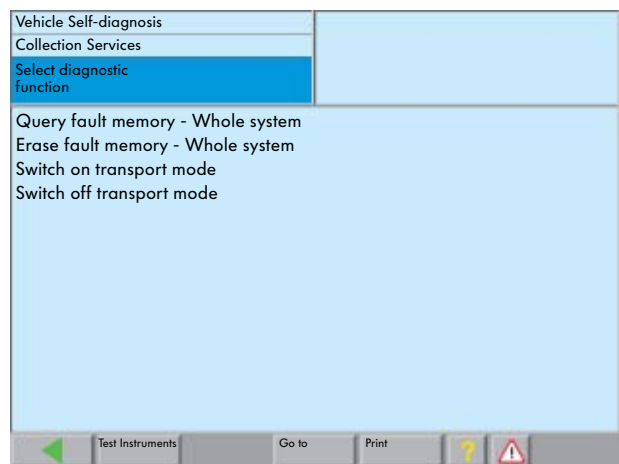 Vehicle Self-diagnosis
Collection Services
Select diagnostic
function
Query fault memory - Whole system
Erase fault memory - Whole system
Switch on transport mode
Switch off transport mode
Test Instruments
Go to
Print
?